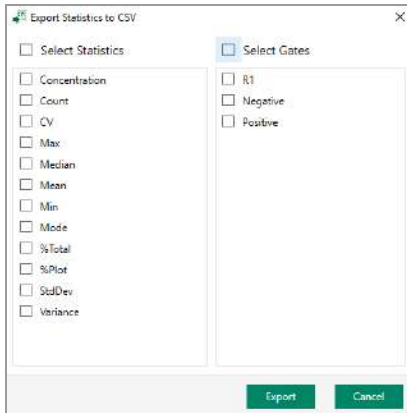 Export Statistics to CSV
Select Statistics
Concentration
Count
CV
Max
Median
Mean
Min
Mode
%Total
%Plot
StdDev
Variance
Select Gates
R1
Negative
Positive
Export
Cancel